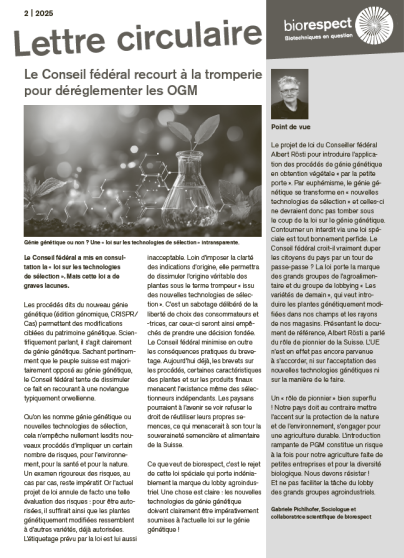 2 | 2025
Lettre circulaire
biorespect
Biotechniques en question
Le Conseil fédéral recourt à la tromperie
pour déréglementer les OGM
Génie génétique ou non ? Une « loi sur les technologies de sélection » intransparente.
Le Conseil fédéral a mis en consul-
tation la « loi sur les technologies
de sélection ». Mais cette loi a de
graves lacunes.
Les procédés dits du nouveau génie
génétique (édition génomique, CRISPR/
Cas) permettent des modifications
ciblées du patrimoine génétique. Scien-
tifiquement parlant, il s'agit clairement
de génie génétique. Sachant pertinem-
ment que le peuple suisse est majori-
tairement opposé au génie génétique,
le Conseil fédéral tente de dissimuler
ce fait en recourant à une novlangue
typiquement orwellienne.
Qu'on les nomme génie génétique ou
nouvelles technologies de sélection,
cela n'empêche nullement lesdits nou-
veaux procédés d'impliquer un certain
nombre de risques, pour l'environne-
ment, pour la santé et pour la nature.
Un examen rigoureux des risques, au
cas par cas, reste impératif. Or l'actuel
projet de loi annule de facto une telle
évaluation des risques : pour être auto-
risées, il suffirait ainsi que les plantes
génétiquement modifiées ressemblent
à d'autres variétés, déjà autorisées.
L'étiquetage prévu par la loi est lui aussi
inacceptable. Loin d'imposer la clarté
des indications d'origine, elle permettra
de dissimuler l'origine véritable des
plantes sous le terme trompeur « issu
des nouvelles technologies de sélec-
tion ». C'est un sabotage délibéré de la
liberté de choix des consommateurs et
-trices, car ceux-ci seront ainsi empê-
chés de prendre une décision fondée.
Le Conseil fédéral minimise en outre
les conséquences pratiques du breve-
tage. Aujourd'hui déjà, les brevets sur
les procédés, certaines caractéristiques
des plantes et sur les produits finaux
menacent l'existence même des sélec-
tionneurs indépendants. Les paysans
pourraient à l'avenir se voir refuser le
droit de réutiliser leurs propres se-
mences, ce qui menacerait à son tour la
souveraineté semencière et alimentaire
de la Suisse.
Ce que veut de biorespect, c'est le rejet
de cette loi spéciale qui porte indénia-
blement la marque du lobby agroindus-
triel. Une chose est claire : les nouvelles
technologies de génie génétique
doivent clairement être impérativement
soumises à l'actuelle loi sur le génie
génétique !
Point de vue
Le projet de loi du Conseiller fédéral
Albert Rösti pour introduire l'applica-
tion des procédés de génie génétique
en obtention végétale « par la petite
porte ». Par euphémisme, le génie gé-
nétique se transforme en « nouvelles
technologies de sélection » et celles-ci
ne devraient donc pas tomber sous
le coup de la loi sur le génie génétique.
Contourner un interdit via une loi spé-
ciale est tout bonnement perfide. Le
Conseil fédéral croit-il vraiment duper
les citoyens du pays par un tour de
passe-passe ? La loi porte la marque
des grands groupes de l'agroalimen-
taire et du groupe de lobbying « Les
variétés de demain », qui veut intro-
duire les plantes génétiquement modi-
fiées dans nos champs et les rayons
de nos magasins. Présentant le docu-
ment de référence, Albert Rösti a parlé
du rôle de pionnier de la Suisse. L'UE
n'est en effet pas encore parvenue
à s'accorder, ni sur l'acceptation des
nouvelles technologies génétiques ni
sur la manière de le faire.
Un « rôle de pionnier » bien superflu
! Notre pays doit au contraire mettre
l'accent sur la protection de la nature
et de l'environnement, s'engager pour
une agriculture durable. L'introduction
rampante de PGM constitue un risque
à la fois pour notre agriculture faite de
petites entreprises et pour la diversité
biologique. Nous devons résister !
Et ne pas faciliter la tâche du lobby
des grands groupes agroindustriels.
Gabriele Pichlhofer, Sociologue et
collaboratrice scientifique de biorespect